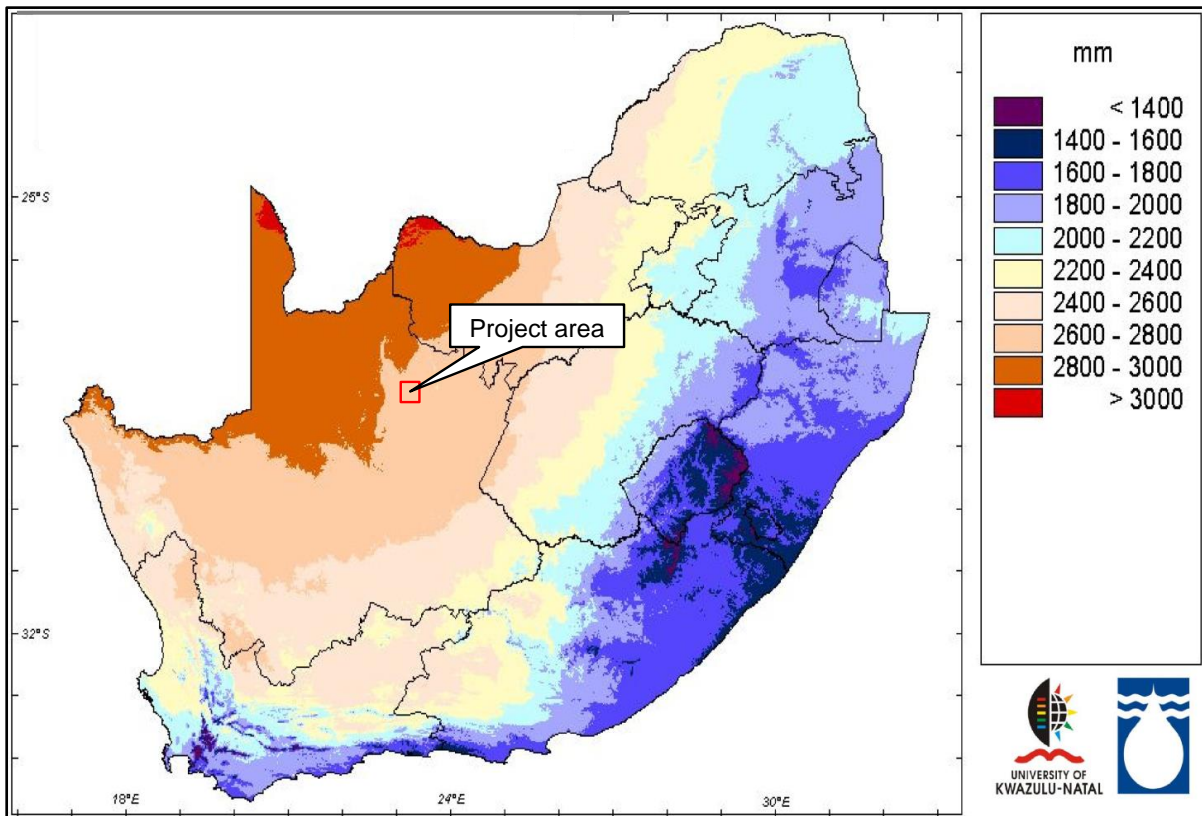 Project area
25°S
32°S
18°E
24°E
30°E
mm
< 1400
1400 - 1600
1600 - 1800
1800 - 2000
2000 - 2200
2200 - 2400
2400 - 2600
2600 - 2800
2800 - 3000
> 3000
UNIVERSITY OF
KWAZULU-NATAL